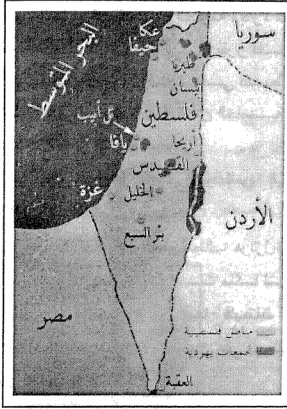 سوريا
عكا
حيفا
طبريا
البحر المتوسط
بيسان
فلسطين
تل أبيب
يافا
أريحا
القدس
غزة
الخليل
الأردن
بئر السبع
مصر
مناطق فلسطينية
تجمعات يهودية
العقبة